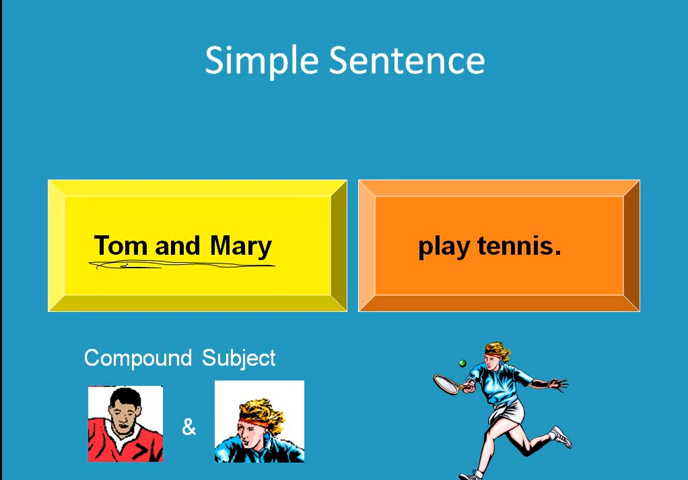 Simple Sentence
Tom and Mary
play tennis.
Compound Subject
&